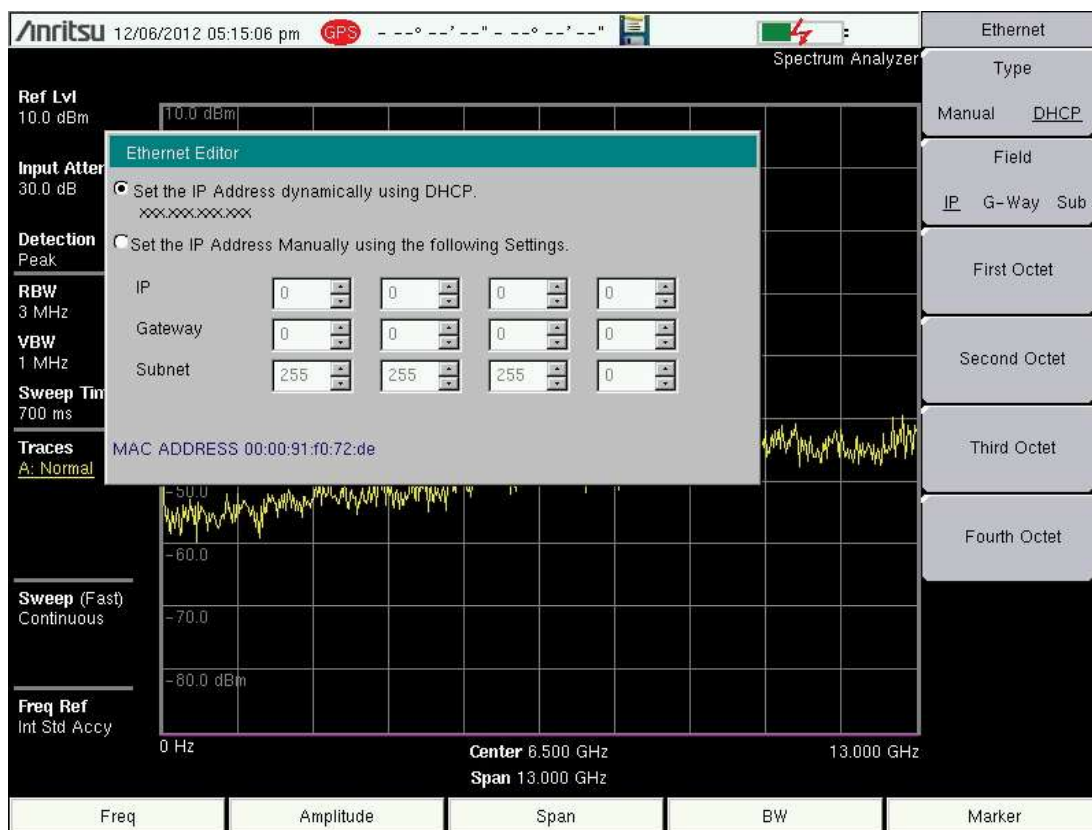 Anritsu 12/06/2012 05:15:06 pm GPS - --° --'--" - --° --'--"
Ethernet
Spectrum Analyzer
Type
Manual DHCP
Field
IP G-Way Sub
First Octet
Second Octet
Third Octet
Fourth Octet
Ref Lvl
10.0 dBm
Input Atten
30.0 dB
Detection
Peak
RBW
3 MHz
VBW
1 MHz
Sweep Tim
700 ms
Traces
A: Normal
Sweep (Fast)
Continuous
Freq Ref
Int Std Accy
10.0 dBm
Ethernet Editor
Set the IP Address dynamically using DHCP.
xxx.xxx.xxx.xxx
Set the IP Address Manually using the following Settings.
IP 0 0 0 0
Gateway 0 0 0 0
Subnet 255 255 255 0
MAC ADDRESS 00:00:91:f0:72:de
-50.0
-60.0
-70.0
-80.0 dBm
0 Hz
Center 6.500 GHz
13.000 GHz
Span 13.000 GHz
Freq Amplitude Span BW Marker